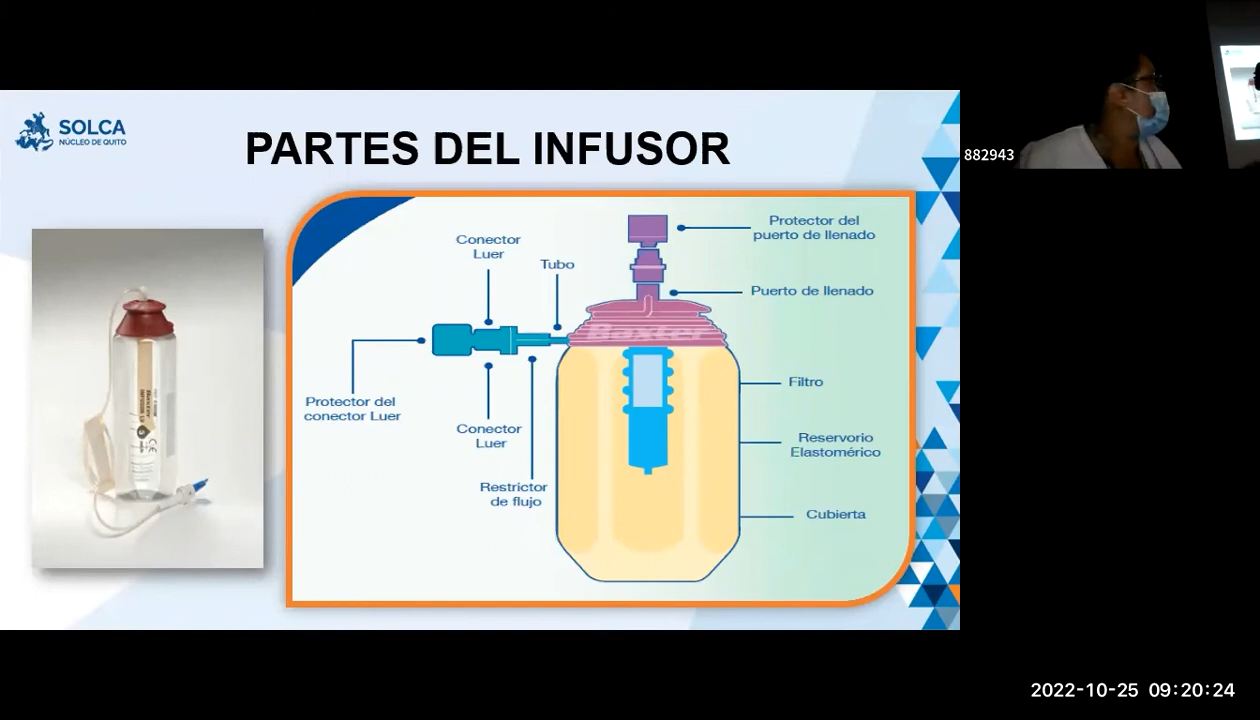 SOLCA
NÚCLEO DE QUITO
PARTES DEL INFUSOR
Protector del
puerto de llenado
Conector
Luer
Tubo
Puerto de llenado
Baxter
Filtro
Protector del
conector Luer
Conector
Luer
Reservorio
Elastomérico
Restrictor
de flujo
Cubierta
Baxter
882943
2022-10-25 09:20:24